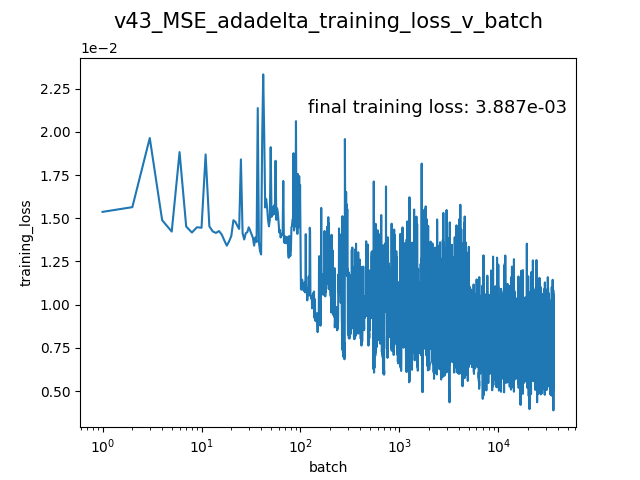 v43_MSE_adadelta_training_loss_v_batch
1e−2
final training loss: 3.887e-03
2.25
2.00
1.75
1.50
1.25
1.00
0.75
0.50
training_loss
10⁰ 10¹ 10² 10³ 10⁴
batch